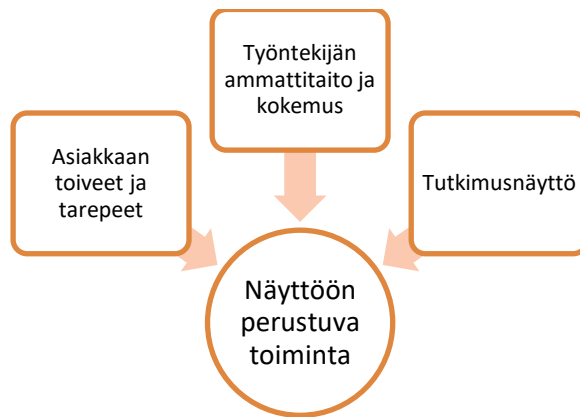 Työntekijän
ammattitaito ja
kokemus
Asiakkaan
toiveet ja
tarepeet
Tutkimusnäyttö
Näyttöön
perustuva
toiminta